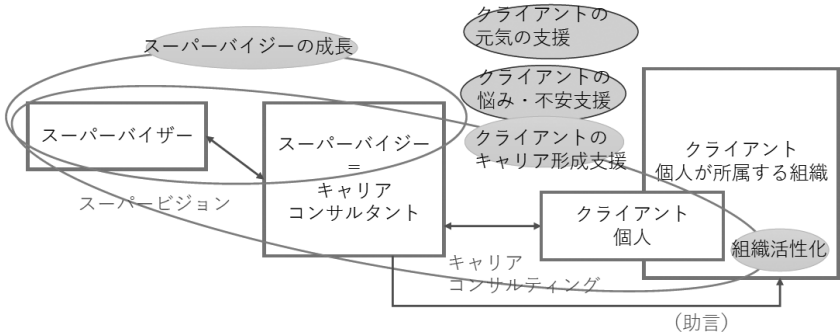 スーパーバイジーの成長
クライアントの
元気の支援
クライアントの
悩み・不安支援
クライアントの
キャリア形成支援
スーパーバイザー
スーパーバイジー
=
キャリア
コンサルタント
スーパービジョン
クライアント
個人が所属する組織
クライアント
個人
組織活性化
キャリア
コンサルティング
(助言)